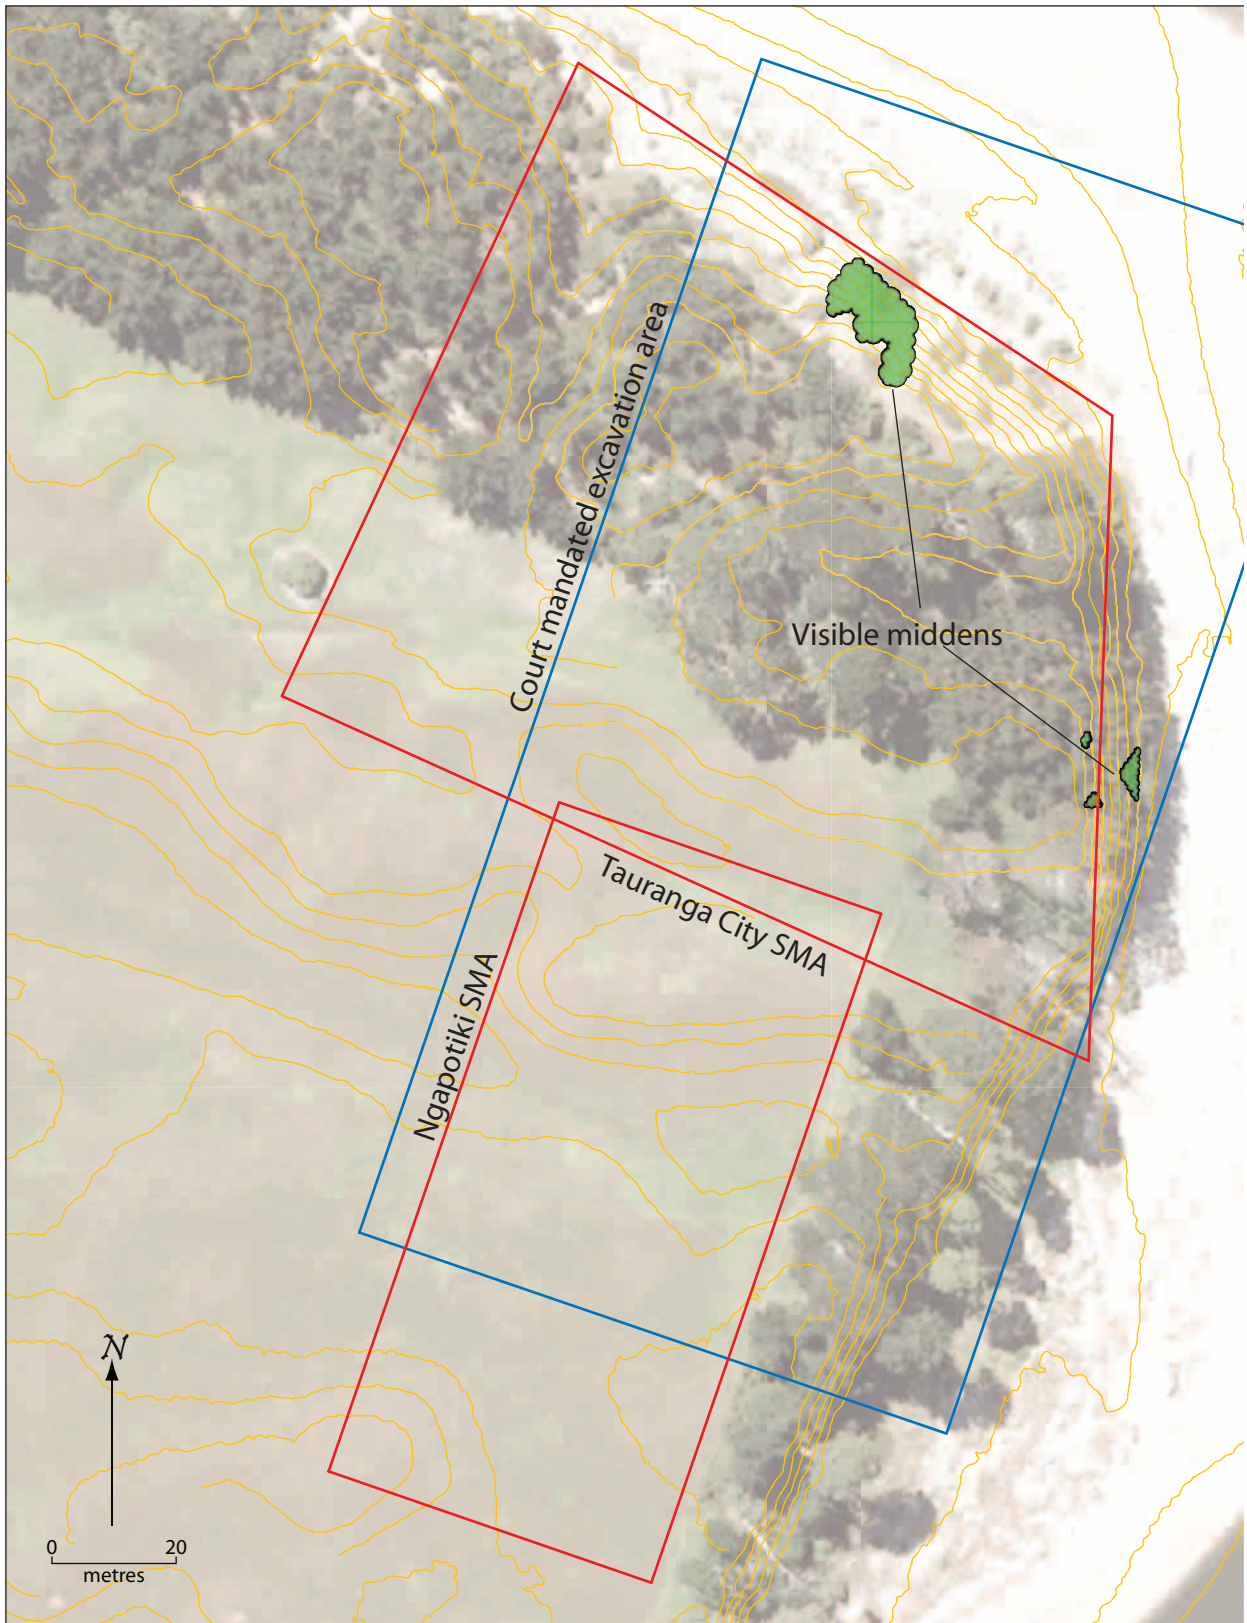 Court mandated excavation area
Visible middens
Tauranga City SMA
Ngapotiki SMA
N
0 20
metres